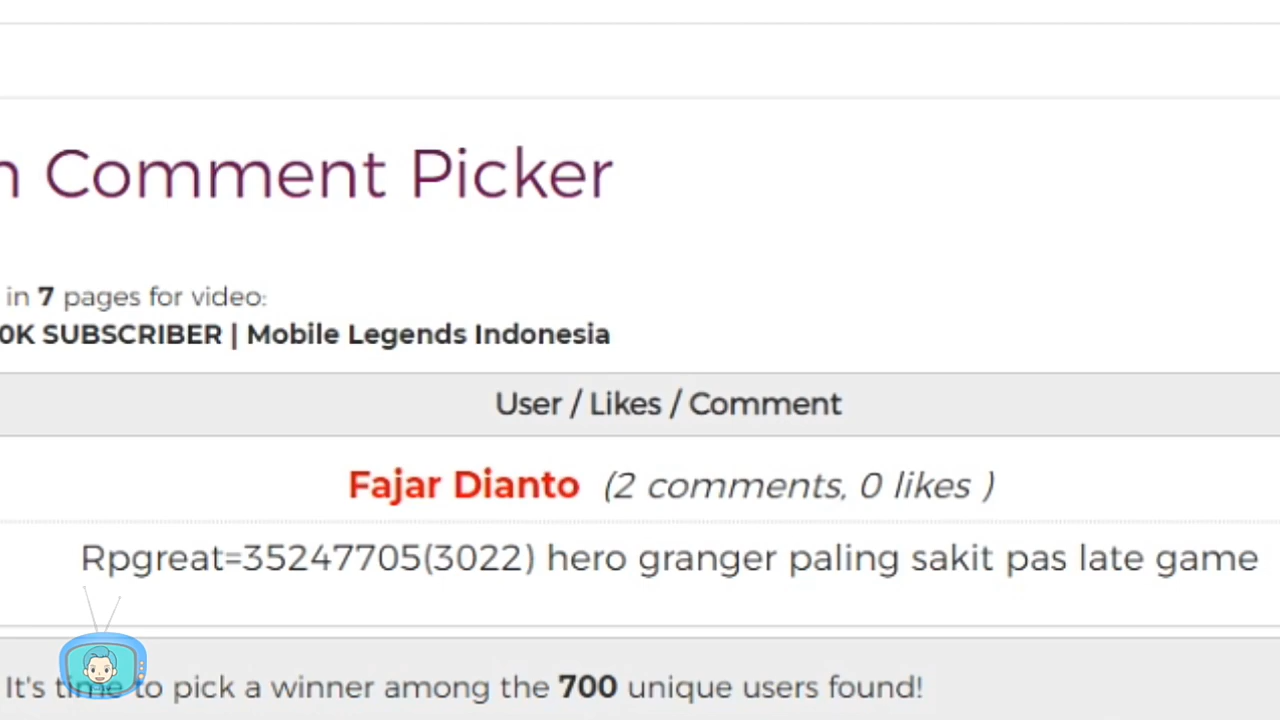 Comment Picker
in 7 pages for video:
0K SUBSCRIBER | Mobile Legends Indonesia
User / Likes / Comment
Fajar Dianto (2 comments, 0 likes )
Rpgreat=35247705(3022) hero granger paling sakit pas late game
It's time to pick a winner among the 700 unique users found!